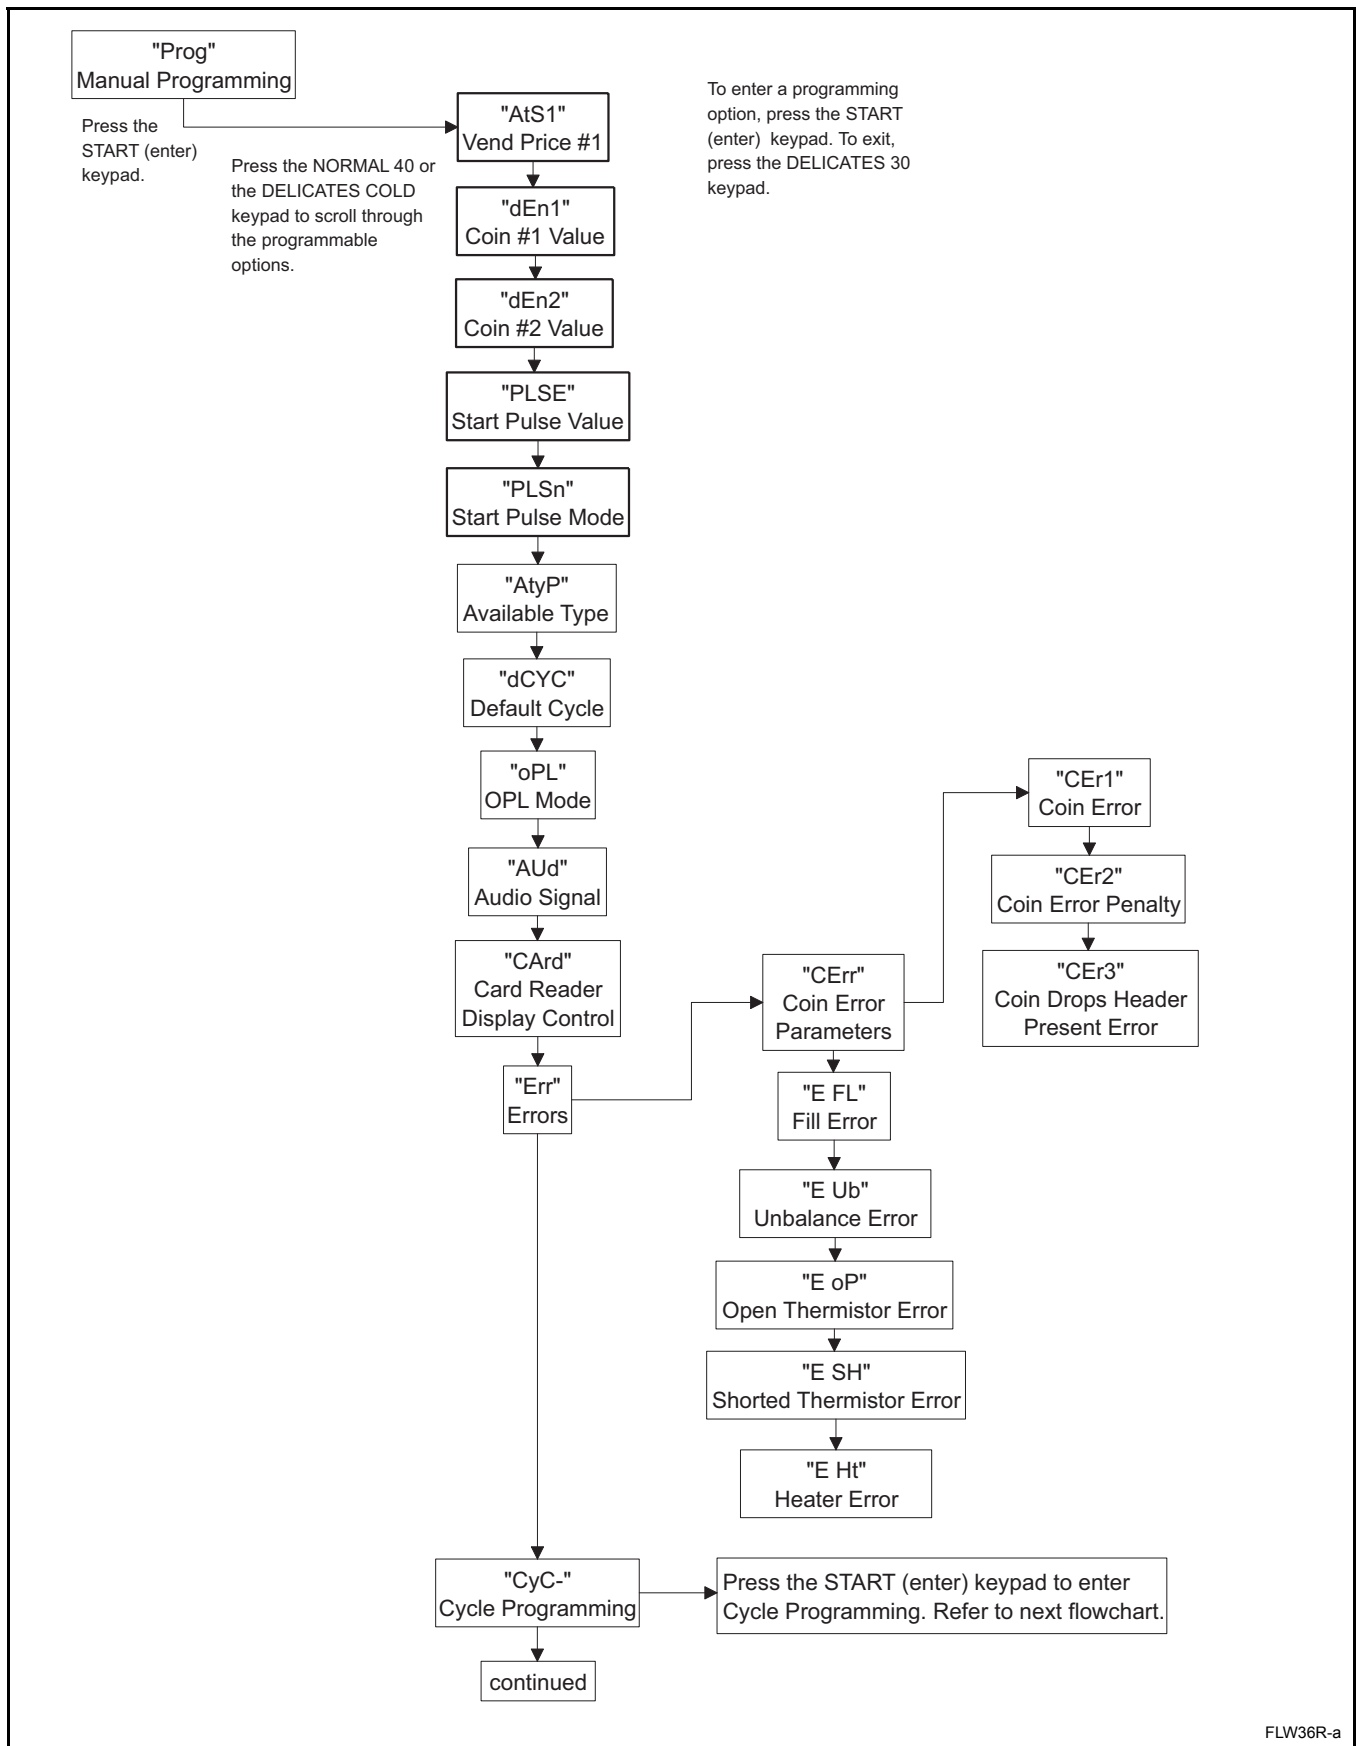 "Prog"
Manual Programming
Press the
START (enter)
keypad.
Press the NORMAL 40 or
the DELICATES COLD
keypad to scroll through
the programmable
options.
To enter a programming
option, press the START
(enter) keypad. To exit,
press the DELICATES 30
keypad.
"AtS1"
Vend Price #1
"dEn1"
Coin #1 Value
"dEn2"
Coin #2 Value
"PLSE"
Start Pulse Value
"PLSn"
Start Pulse Mode
"AtyP"
Available Type
"dCYC"
Default Cycle
"oPL"
OPL Mode
"AUd"
Audio Signal
"CArd"
Card Reader
Display Control
"Err"
Errors
"CErr"
Coin Error
Parameters
"CEr1"
Coin Error
"CEr2"
Coin Error Penalty
"CEr3"
Coin Drops Header
Present Error
"E FL"
Fill Error
"E Ub"
Unbalance Error
"E oP"
Open Thermistor Error
"E SH"
Shorted Thermistor Error
"E Ht"
Heater Error
"CyC-"
Cycle Programming
Press the START (enter) keypad to enter
Cycle Programming. Refer to next flowchart.
continued
FLW36R-a